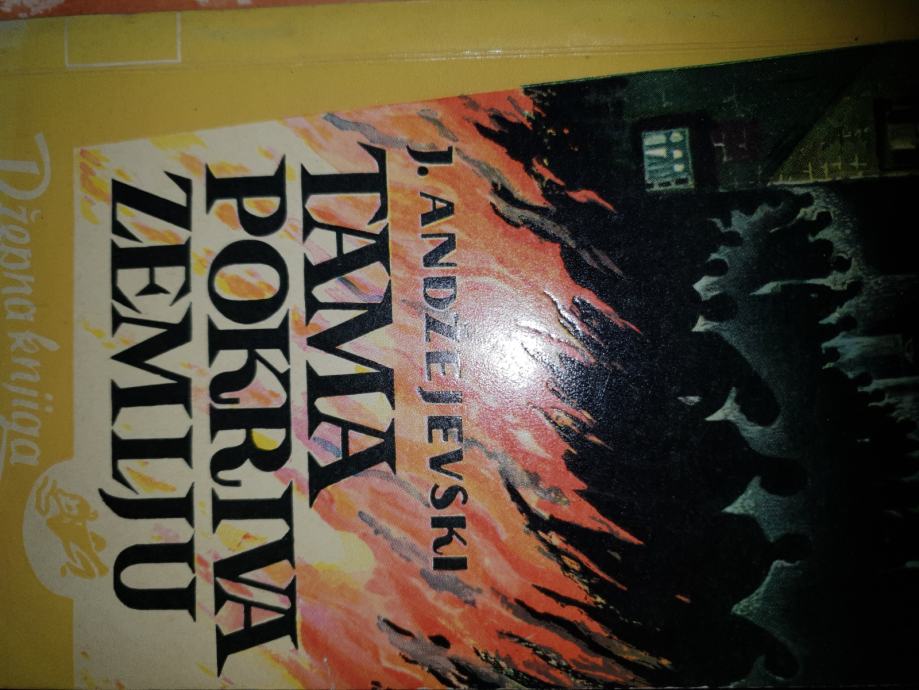 Džepna knjiga
J. ANDŽEJEVSKI
TAMA
POKRIVA
ZEMLJU